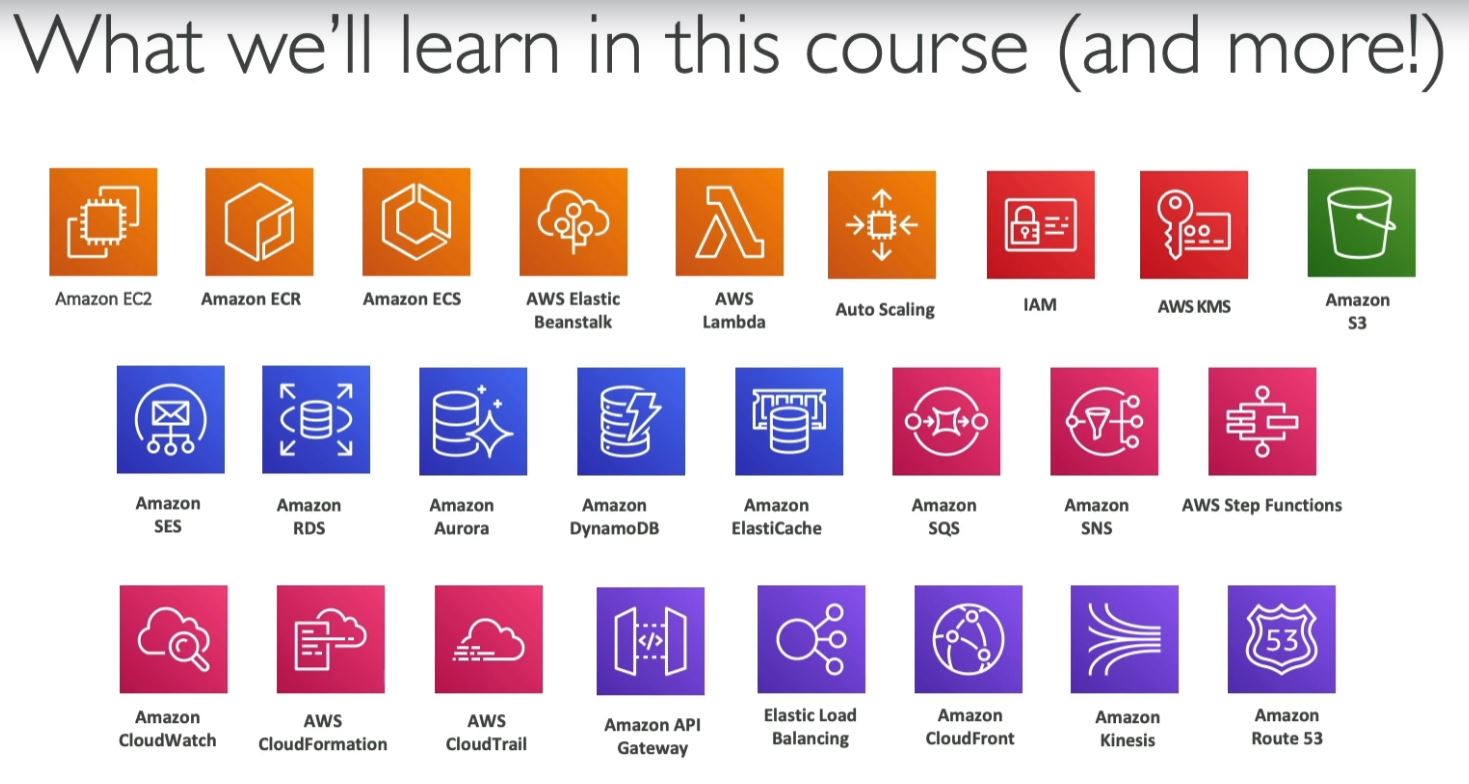 What we'll learn in this course (and more!)
Amazon EC2
Amazon ECR
Amazon ECS
AWS Elastic
Beanstalk
AWS
Lambda
Auto Scaling
IAM
AWS KMS
Amazon
S3
Amazon
SES
Amazon
RDS
Amazon
Aurora
Amazon
DynamoDB
Amazon
ElastiCache
Amazon
SQS
Amazon
SNS
AWS Step Functions
</>
53
Amazon
CloudWatch
AWS
CloudFormation
AWS
CloudTrail
Amazon API
Gateway
Elastic Load
Balancing
Amazon
CloudFront
Amazon
Kinesis
Amazon
Route 53